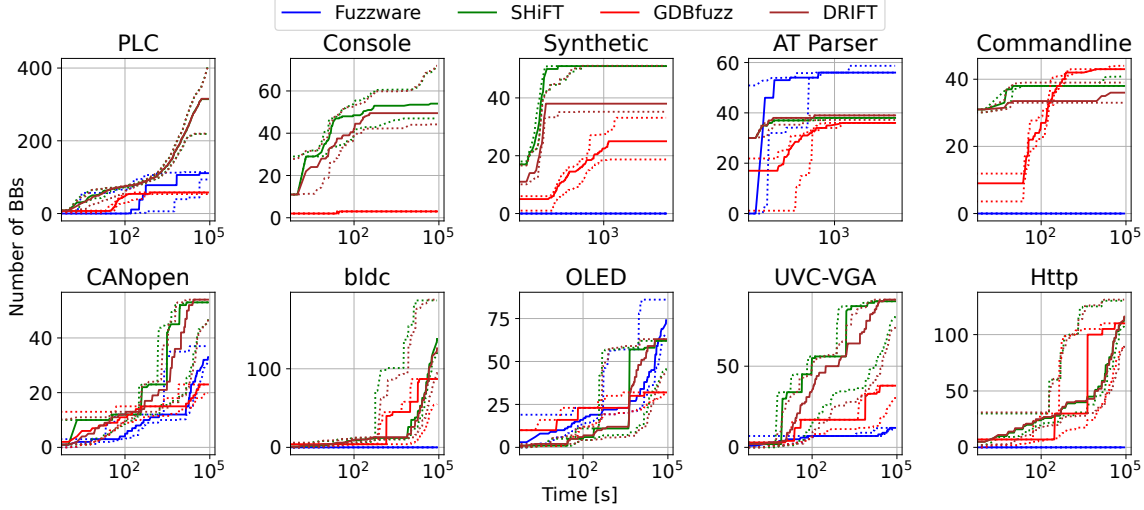 Fuzzware SHiFT GDBfuzz DRIFT
PLC Console Synthetic AT Parser Commandline
400 200 0
60 40 20 0
60 40 20 0
60 40 20 0
40 20 0
10² 10⁵ 10² 10⁵ 10³ 10³ 10² 10⁵
Number of BBs
CANopen bldc OLED UVC-VGA Http
40 20 0
100 0
75 50 25 0
50 0
100 50 0
10² 10⁵ 10² 10⁵ 10² 10⁵ 10² 10⁵ 10² 10⁵
Time [s]